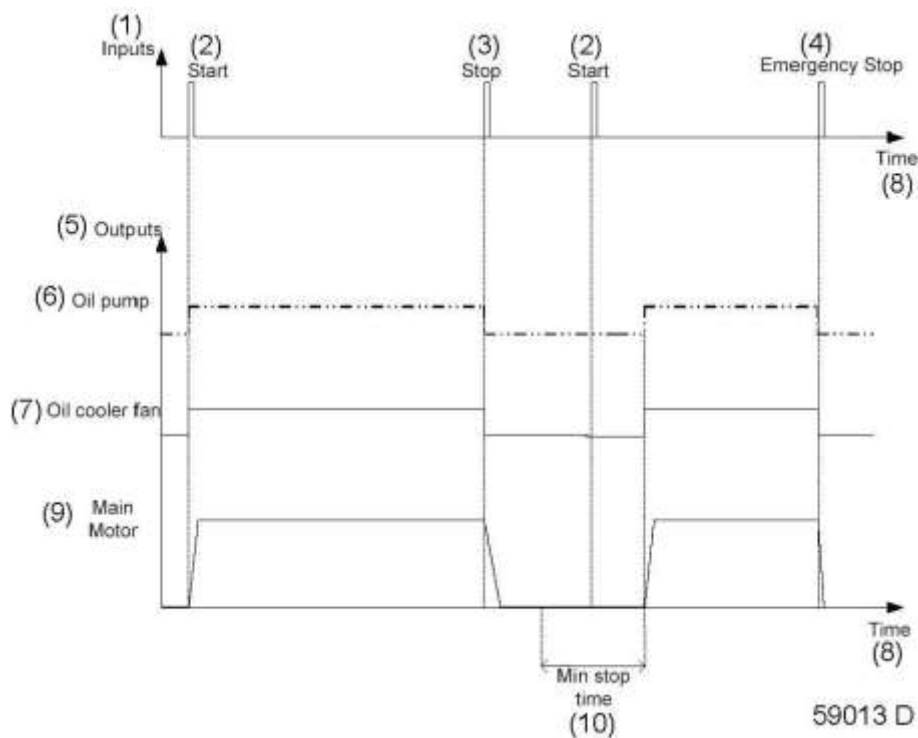 (1)
Inputs
(2)
Start
(3)
Stop
(2)
Start
(4)
Emergency Stop
Time
(8)
(5) Outputs
(6) Oil pump
(7) Oil cooler fan
(9) Main
Motor
Time
(8)
Min stop
time
(10)
59013 D